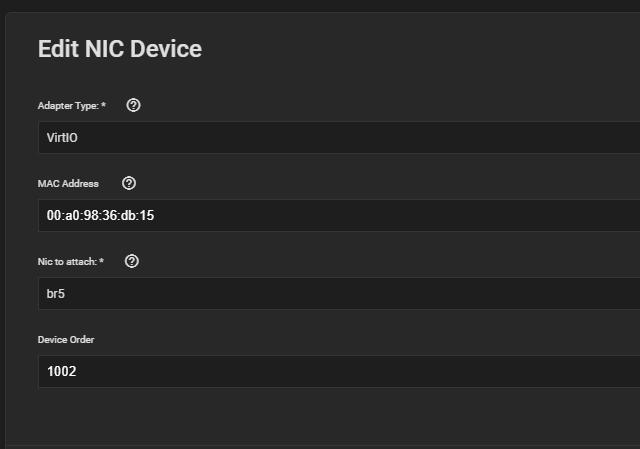 Edit NIC Device
Adapter Type: *
VirtIO
MAC Address
00:a0:98:36:db:15
Nic to attach: *
br5
Device Order
1002